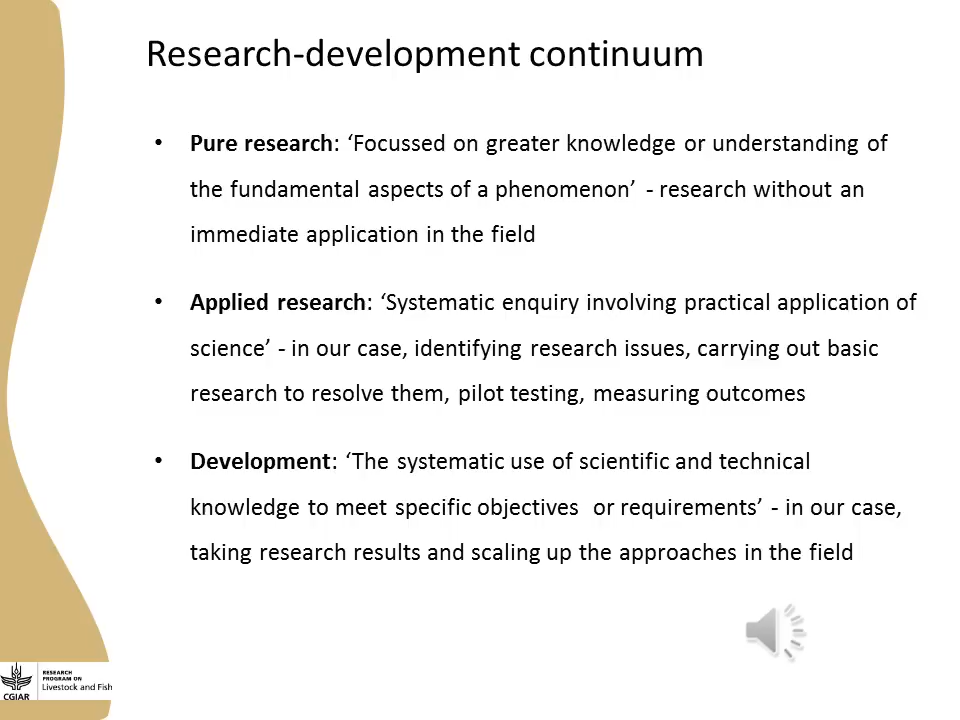 Research-development continuum
• Pure research: ‘Focussed on greater knowledge or understanding of
the fundamental aspects of a phenomenon’ - research without an
immediate application in the field
• Applied research: ‘Systematic enquiry involving practical application of
science’ - in our case, identifying research issues, carrying out basic
research to resolve them, pilot testing, measuring outcomes
• Development: ‘The systematic use of scientific and technical
knowledge to meet specific objectives or requirements’ - in our case,
taking research results and scaling up the approaches in the field
CGIAR
RESEARCH
PROGRAM ON
Livestock and Fish